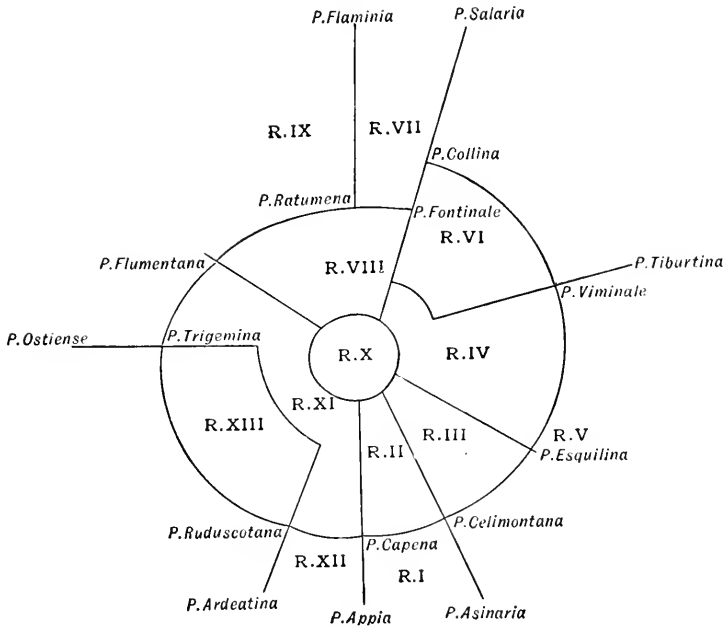 P.Flaminia
P.Salaria
R.IX
R.VII
P.Collina
P.Ratumena
P.Fontinale
R.VI
P.Flumentana
R.VIII
P.Tiburtina
P.Viminale
P.Ostiense
P.Trigemina
R.X
R.IV
R.XI
R.XIII
R.II
R.III
R.V
P.Esquilina
P.Ruduscotana
P.Celimontana
P.Capena
R.XII
R.I
P.Ardeatina
P.Appia
P.Asinaria